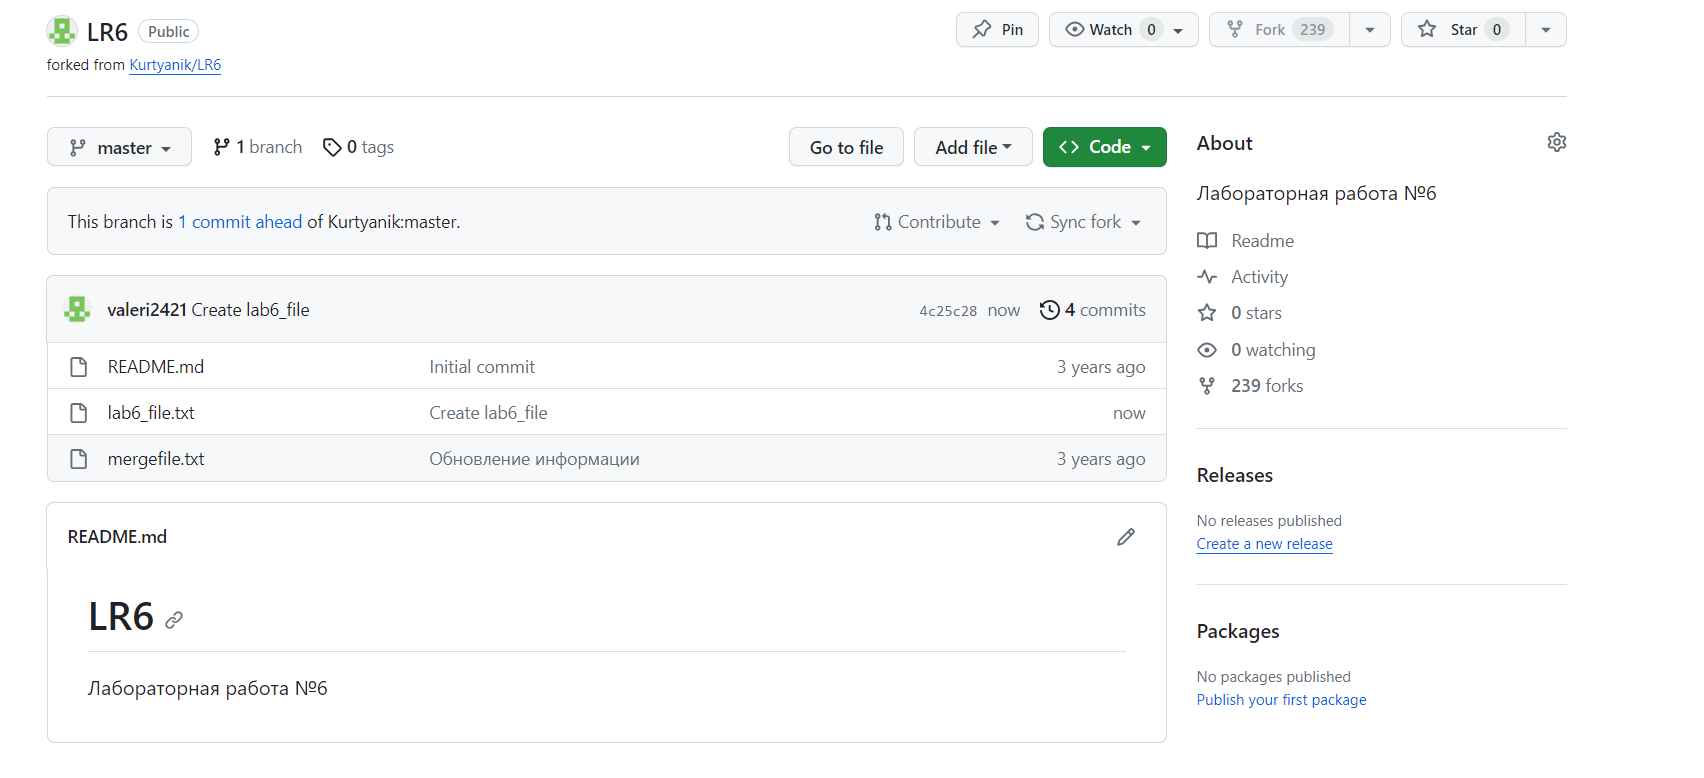 LR6 Public Pin Watch 0 Fork 239 Star 0
forked from Kurtyanik/LR6
master 1 branch 0 tags Go to file Add file Code
This branch is 1 commit ahead of Kurtyanik:master. Contribute Sync fork
valeri2421 Create lab6_file 4c25c28 now 4 commits
README.md Initial commit 3 years ago
lab6_file.txt Create lab6_file now
mergefile.txt Обновление информации 3 years ago
README.md
LR6
Лабораторная работа №6
About
Лабораторная работа №6
Readme
Activity
0 stars
0 watching
239 forks
Releases
No releases published
Create a new release
Packages
No packages published
Publish your first package